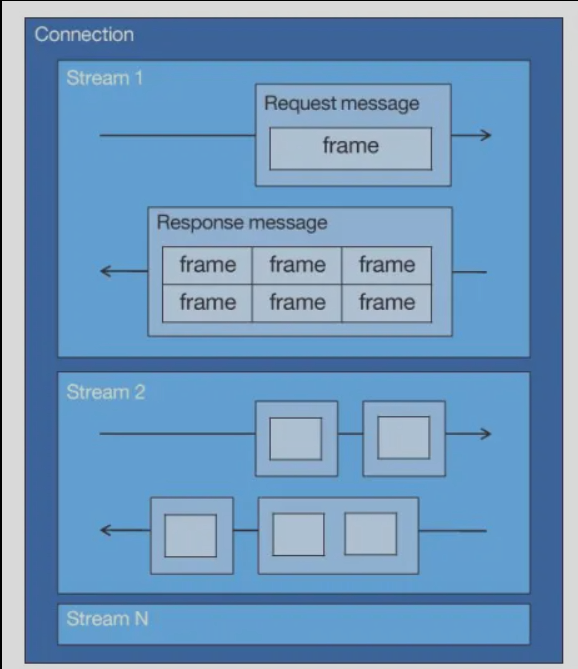 Connection
Stream 1
Request message
frame
Response message
frame frame frame
frame frame frame
Stream 2
Stream N